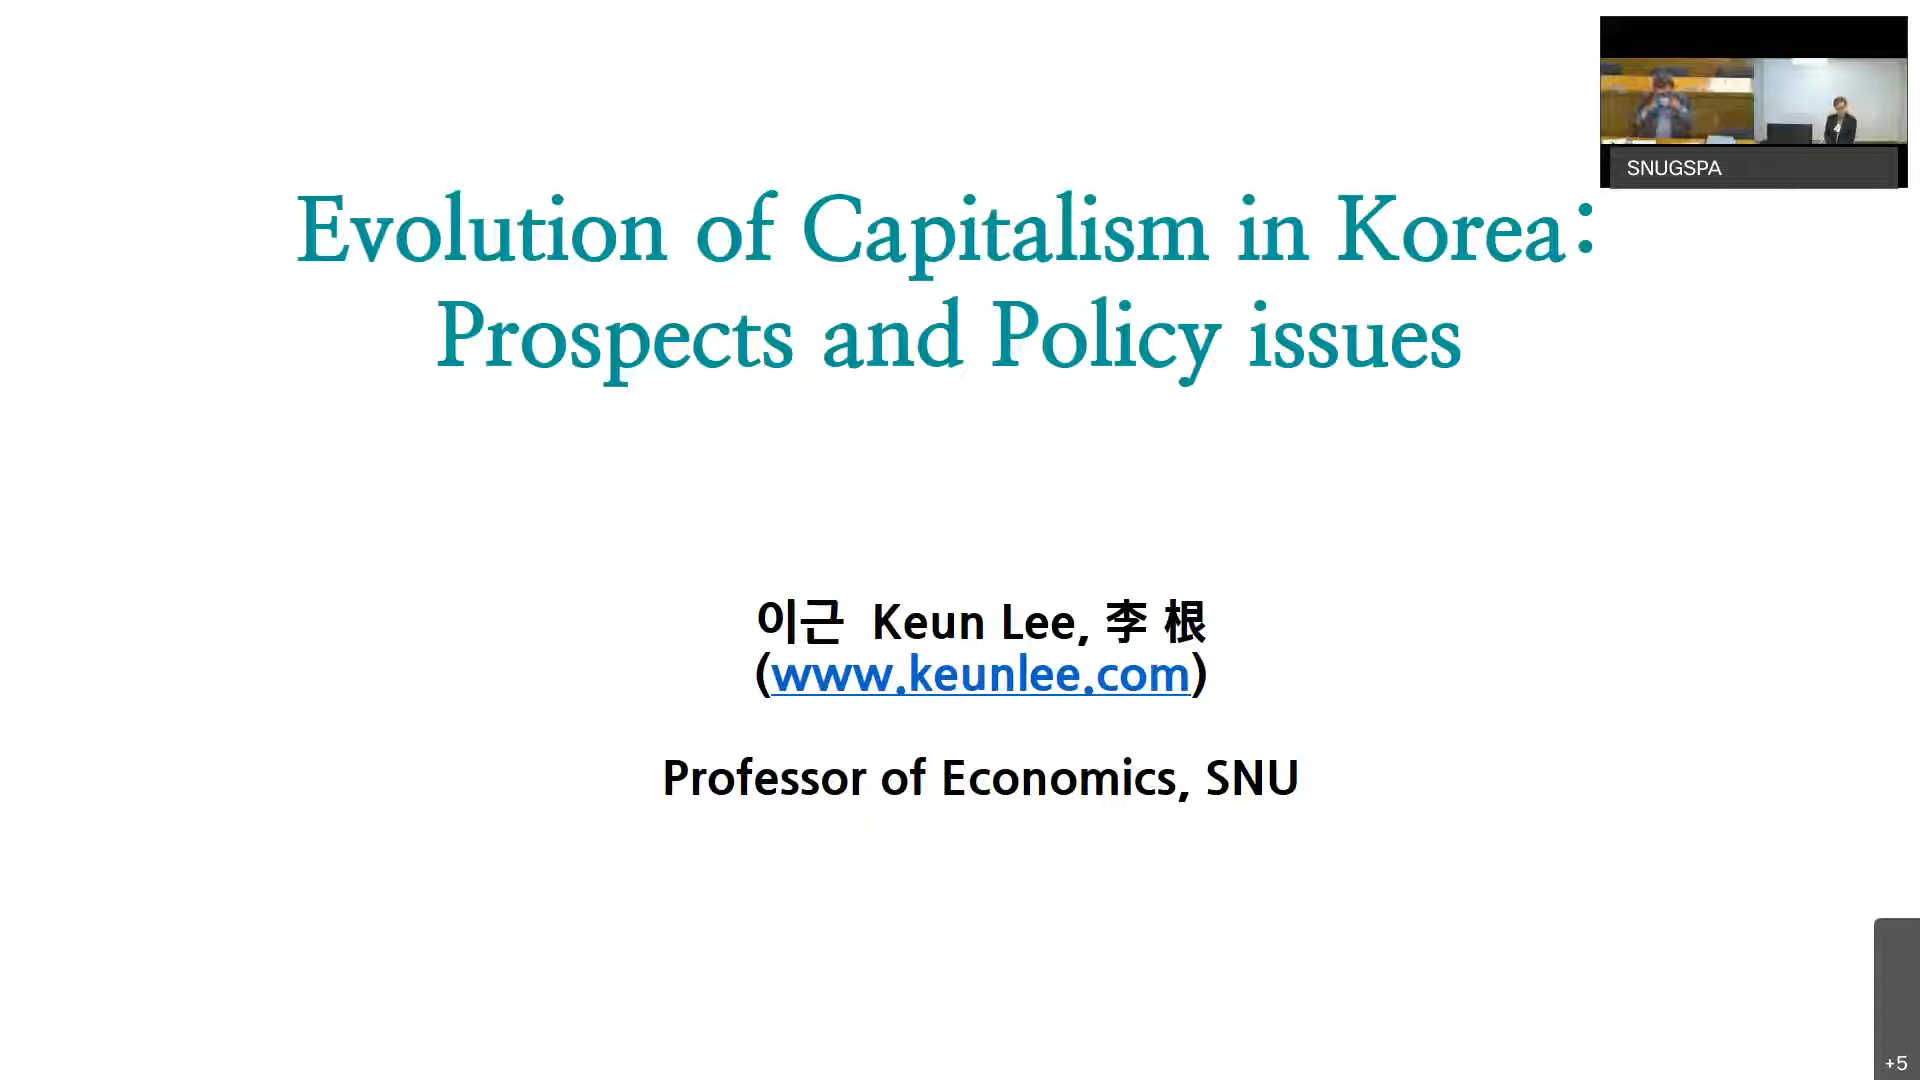 SNUGSPA
Evolution of Capitalism in Korea:
Prospects and Policy issues
이근 Keun Lee, 李 根
(www.keunlee.com)
Professor of Economics, SNU
+5